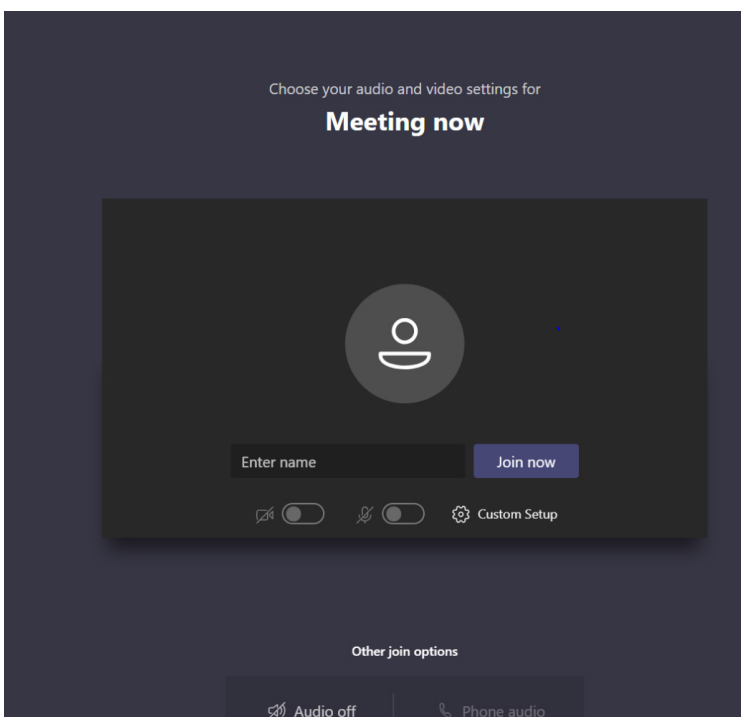 Choose your audio and video settings for
Meeting now
Enter name
Join now
Custom Setup
Other join options
Audio off
Phone audio